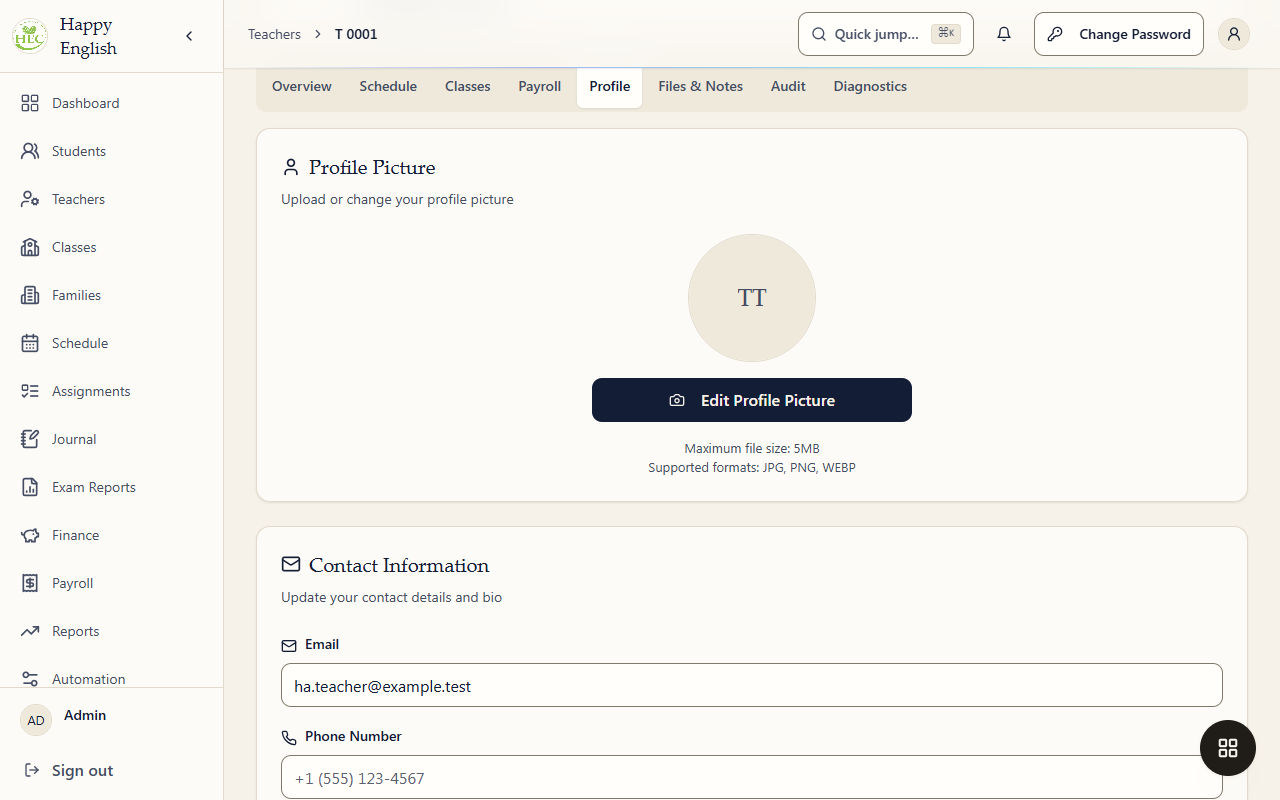 HEC
Happy
English
Teachers
T 0001
Quick jump...
⌘K
Change Password
Overview
Schedule
Classes
Payroll
Profile
Files & Notes
Audit
Diagnostics
Dashboard
Students
Teachers
Classes
Families
Schedule
Assignments
Journal
Exam Reports
Finance
Payroll
Reports
Automation
AD
Admin
Sign out
Profile Picture
Upload or change your profile picture
TT
Edit Profile Picture
Maximum file size: 5MB
Supported formats: JPG, PNG, WEBP
Contact Information
Update your contact details and bio
Email
ha.teacher@example.test
Phone Number
+1 (555) 123-4567